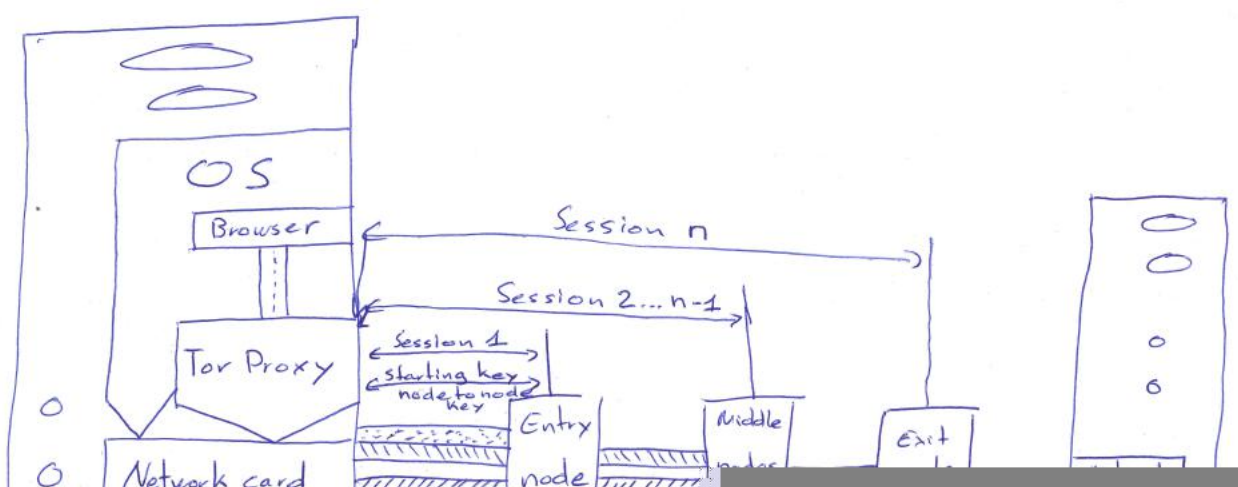 OS
Browser
Session n
Session 2...n-1
Tor Proxy
Session 1
starting key
node to node
key
Entry
node
Middle
nodes
Exit
Network card